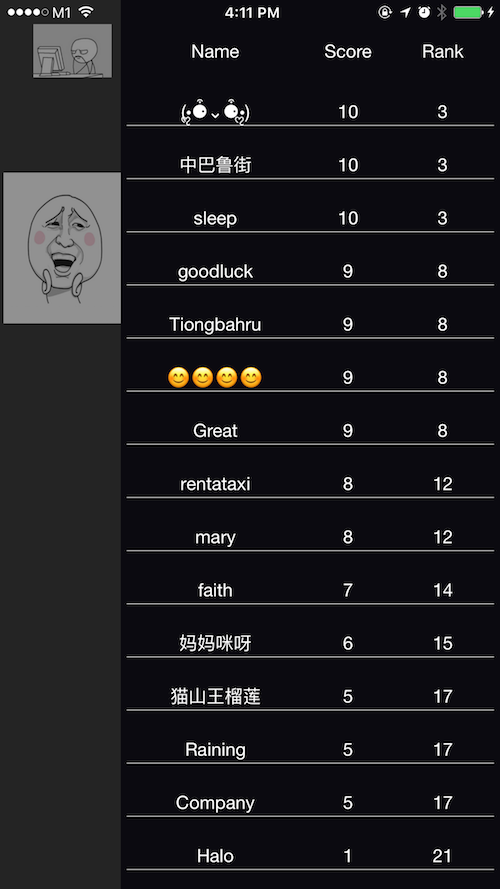 M1 4:11 PM
Name Score Rank
10 3
中巴鲁街 10 3
sleep 10 3
goodluck 9 8
Tiongbahru 9 8
😊😊😊😊 9 8
Great 9 8
rentataxi 8 12
mary 8 12
faith 7 14
妈妈咪呀 6 15
猫山王榴莲 5 17
Raining 5 17
Company 5 17
Halo 1 21